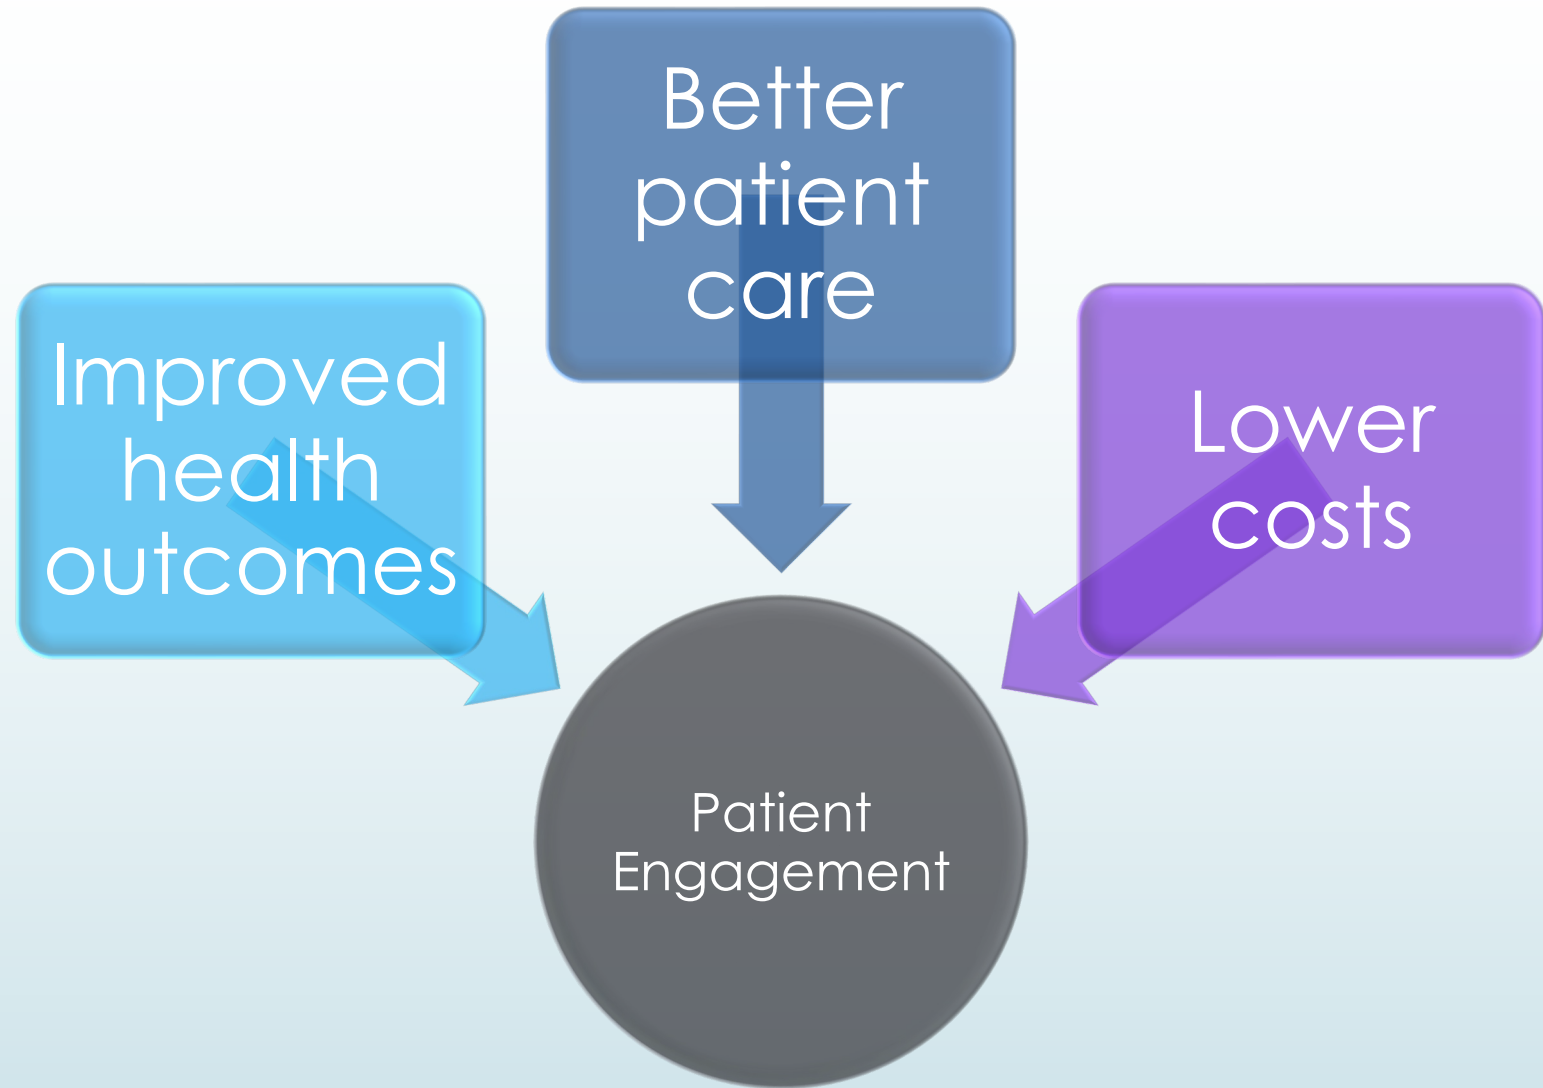 Better
patient
care
Improved
health
outcomes
Lower
costs
Patient
Engagement